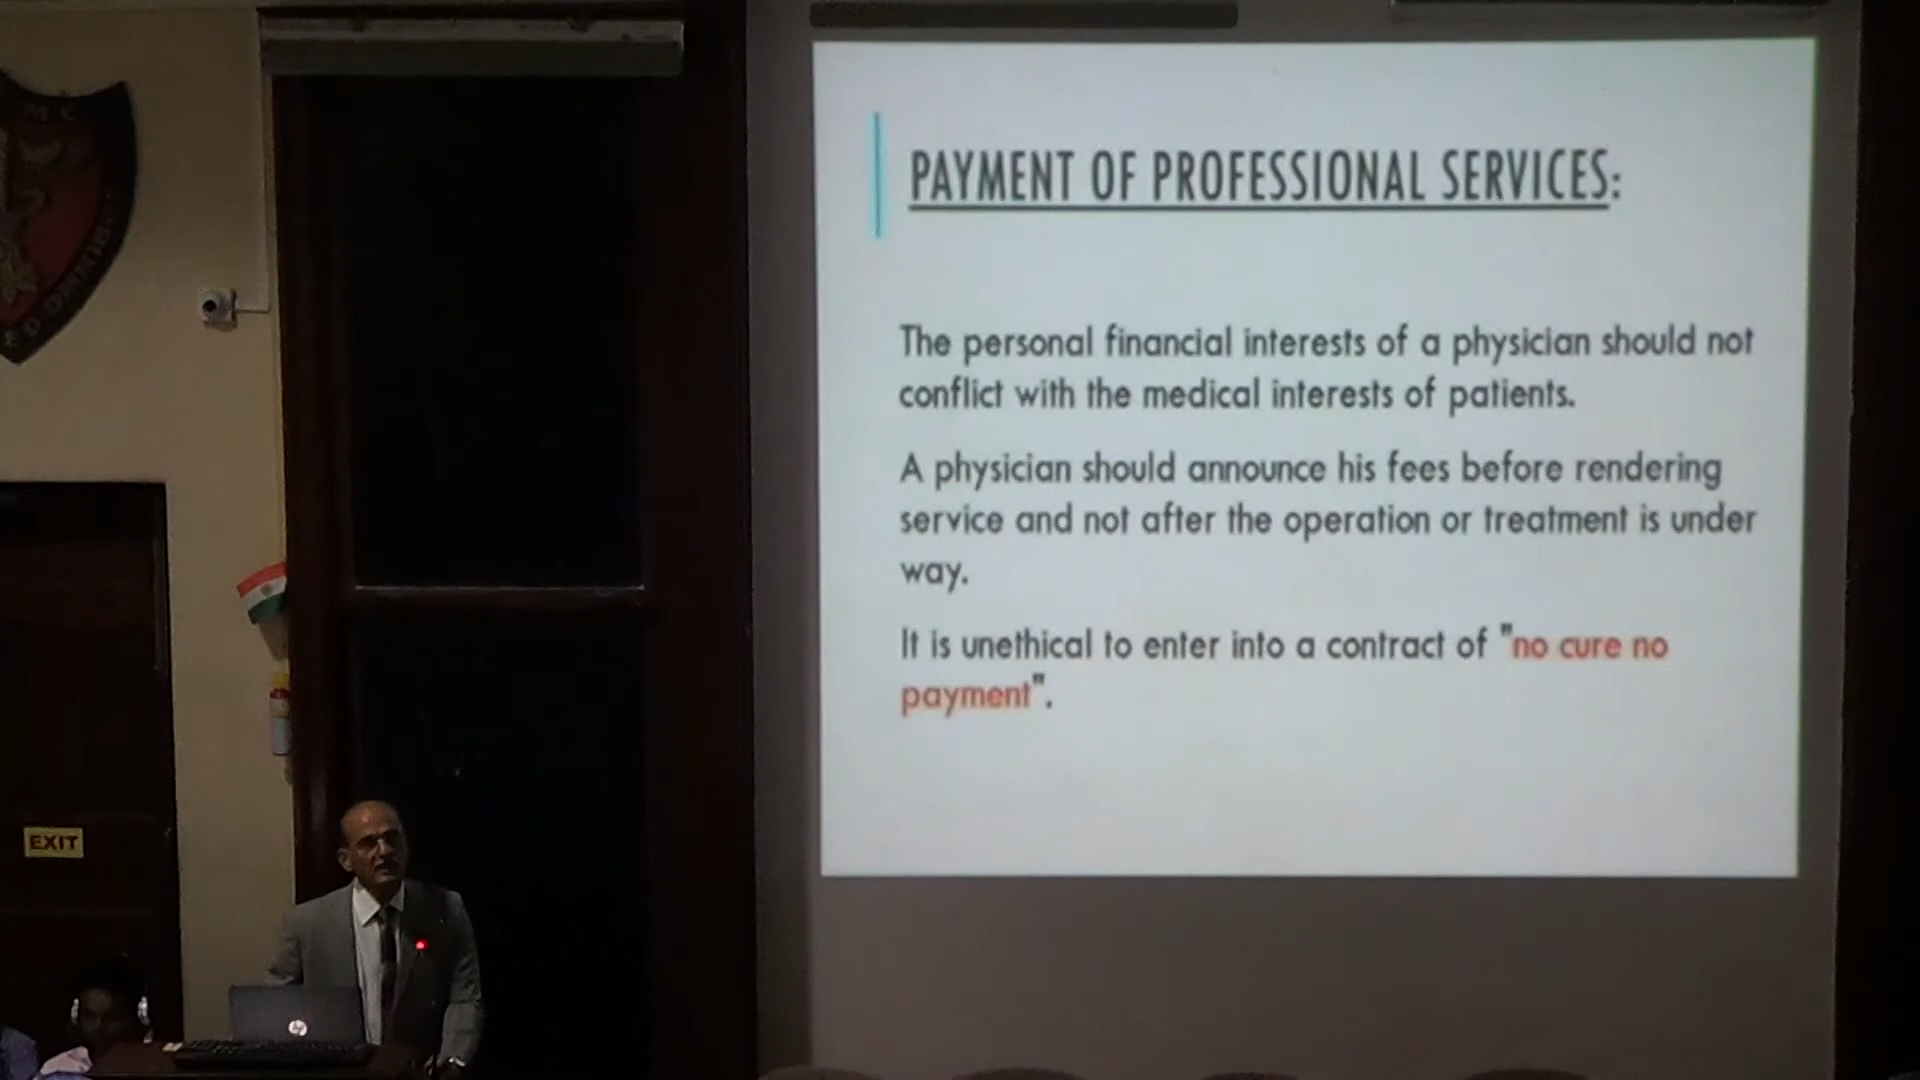 PAYMENT OF PROFESSIONAL SERVICES:
The personal financial interests of a physician should not
conflict with the medical interests of patients.
A physician should announce his fees before rendering
service and not after the operation or treatment is under
way.
It is unethical to enter into a contract of "no cure no
payment".
EXIT
hp